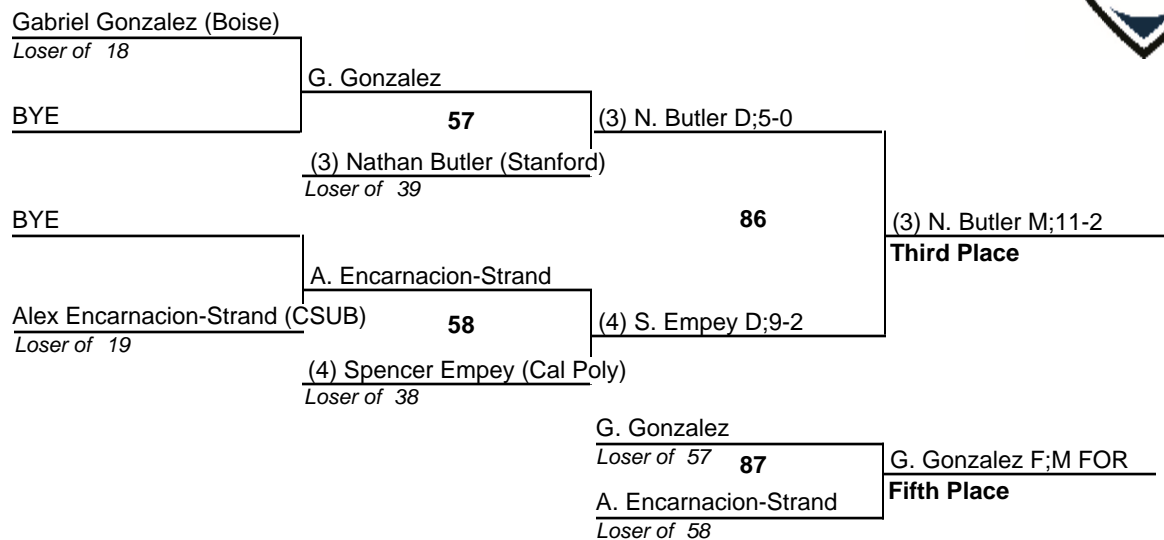 Gabriel Gonzalez (Boise)
Loser of 18
G. Gonzalez
BYE
57
(3) N. Butler D;5-0
(3) Nathan Butler (Stanford)
Loser of 39
BYE
86
(3) N. Butler M;11-2
Third Place
A. Encarnacion-Strand
Alex Encarnacion-Strand (CSUB)
58
(4) S. Empey D;9-2
Loser of 19
(4) Spencer Empey (Cal Poly)
Loser of 38
G. Gonzalez
Loser of 57
87
G. Gonzalez F;M FOR
Fifth Place
A. Encarnacion-Strand
Loser of 58